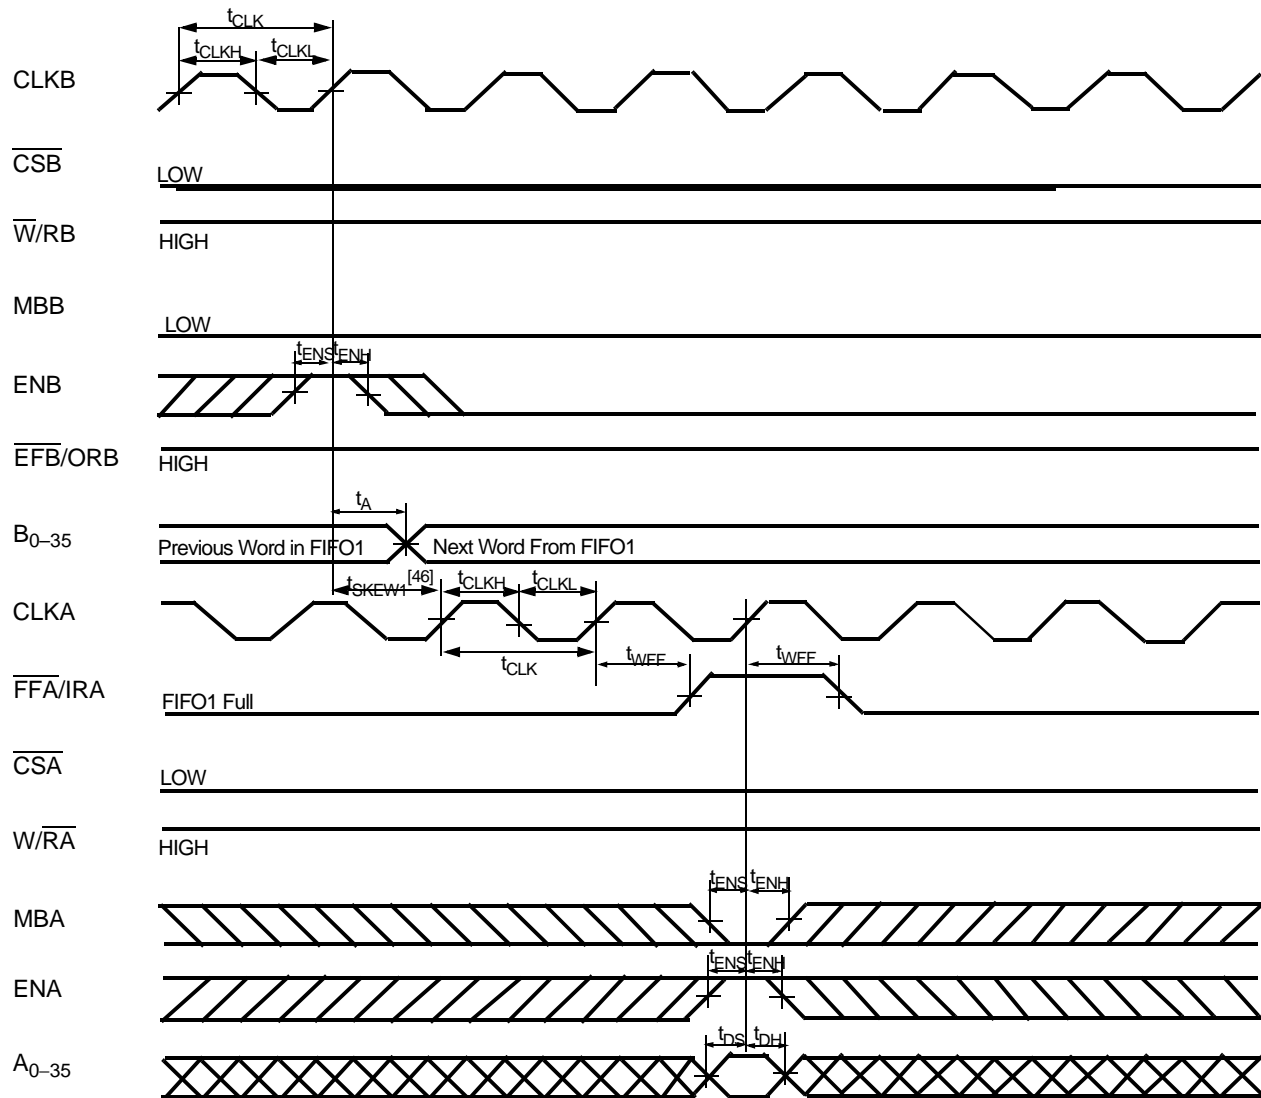 tCLK
tCLKH tCLKL
CLKB
CSB
LOW
W/RB
HIGH
MBB
LOW
tENS tENH
ENB
EFB/ORB
HIGH
tA
B0–35
Previous Word in FIFO1 Next Word From FIFO1
tSKEW1[46] tCLKH tCLKL
CLKA
tCLK tWFF tWFF
FFA/IRA
FIFO1 Full
CSA
LOW
W/RA
HIGH
tENS tENH
MBA
tENS tENH
ENA
tDS tDH
A0–35